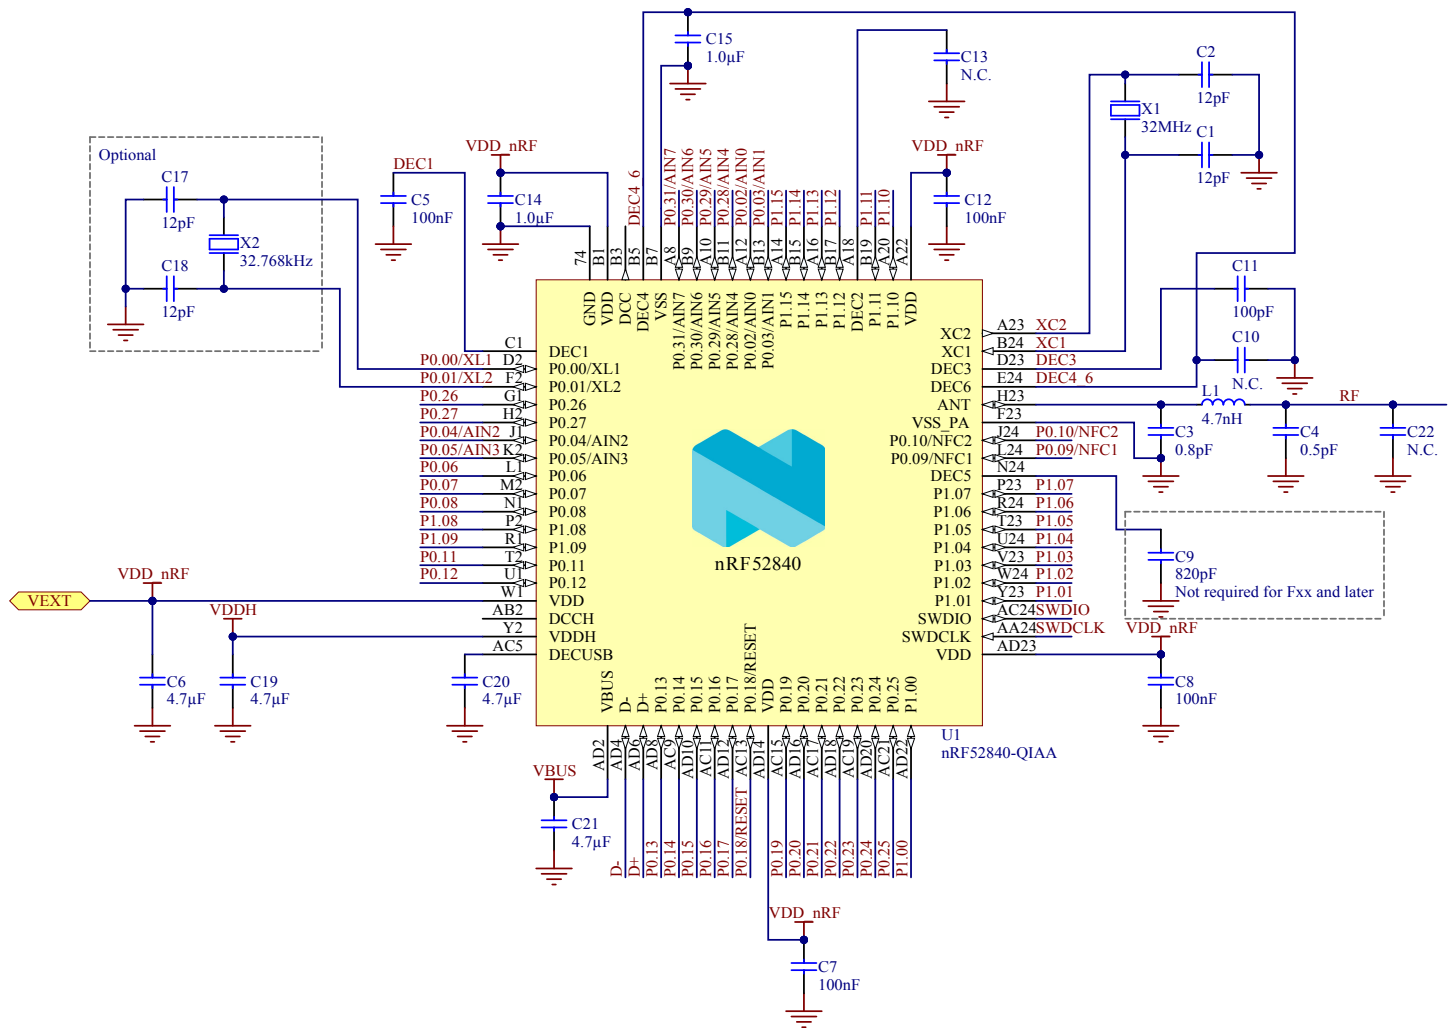 C15
1.0µF
C13
N.C.
C2
12pF
X1
32MHz
C1
12pF
Optional
C17
12pF
X2
32.768kHz
C18
12pF
DEC1
C5
100nF
VDD_nRF
C14
1.0µF
DEC4_6
P0.31/AIN7
P0.30/AIN6
P0.29/AIN5
P0.28/AIN4
P0.02/AIN0
P0.03/AIN1
P1.15
P1.14
P1.13
P1.12
P1.11
P1.10
VDD_nRF
C12
100nF
74
B1
B3
B5
B7
A8
B9
A10
B11
A12
B13
A14
B15
A16
B17
A18
B19
A20
A22
GND
VDD
DCC
DEC4
VSS
P0.31/AIN7
P0.30/AIN6
P0.29/AIN5
P0.28/AIN4
P0.02/AIN0
P0.03/AIN1
P1.15
P1.14
P1.13
P1.12
DEC2
P1.11
P1.10
VDD
C11
100pF
C10
N.C.
C1 DEC1
P0.00/XL1 D2 P0.00/XL1
P0.01/XL2 F2 P0.01/XL2
P0.26 G1 P0.26
P0.27 H2 P0.27
P0.04/AIN2 J1 P0.04/AIN2
P0.05/AIN3 K2 P0.05/AIN3
P0.06 L1 P0.06
P0.07 M2 P0.07
P0.08 N1 P0.08
P1.08 P2 P1.08
P1.09 R1 P1.09
P0.11 T2 P0.11
P0.12 U1 P0.12
W1 VDD
AB2 DCCH
Y2 VDDH
AC5 DECUSB
XC2 A23 XC2
XC1 B24 XC1
DEC3 D23 DEC3
DEC6 E24 DEC4_6
ANT H23
VSS_PA F23
P0.10/NFC2 J24 P0.10/NFC2
P0.09/NFC1 L24 P0.09/NFC1
DEC5 N24
P1.07 P23 P1.07
P1.06 R24 P1.06
P1.05 T23 P1.05
P1.04 U24 P1.04
P1.03 V23 P1.03
P1.02 W24 P1.02
P1.01 Y23 P1.01
SWDIO AC24 SWDIO
SWDCLK AA24 SWDCLK
VDD AD23
nRF52840
L1
4.7nH
RF
C3
0.8pF
C4
0.5pF
C22
N.C.
C9
820pF
Not required for Fxx and later
VDD_nRF
C8
100nF
VEXT
VDD_nRF
VDDH
C6
4.7µF
C19
4.7µF
C20
4.7µF
VBUS
D-
D+
P0.13
P0.14
P0.15
P0.16
P0.17
P0.18/RESET
VDD
P0.19
P0.20
P0.21
P0.22
P0.23
P0.24
P0.25
P1.00
U1
nRF52840-QIAA
AD2
AD4
AD6
AD8
AC9
AD10
AC11
AD12
AC13
AD14
AC15
AD16
AC17
AD18
AC19
AD20
AC2
AD22
VBUS
C21
4.7µF
D-
D+
P0.13
P0.14
P0.15
P0.16
P0.17
P0.18/RESET
P0.19
P0.20
P0.21
P0.22
P0.23
P0.24
P0.25
P1.00
VDD_nRF
C7
100nF